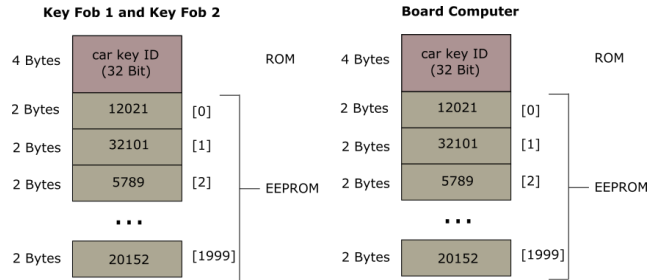 Key Fob 1 and Key Fob 2
4 Bytes
car key ID
(32 Bit)
ROM
2 Bytes
12021
[0]
2 Bytes
32101
[1]
2 Bytes
5789
[2]
EEPROM
...
2 Bytes
20152
[1999]
Board Computer
4 Bytes
car key ID
(32 Bit)
ROM
2 Bytes
12021
[0]
2 Bytes
32101
[1]
2 Bytes
5789
[2]
EEPROM
...
2 Bytes
20152
[1999]